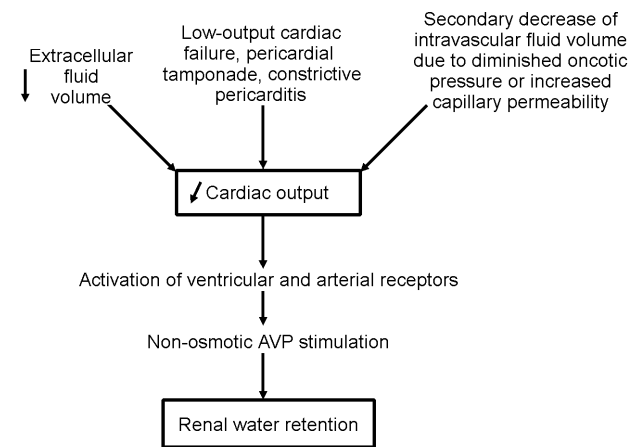 Extracellular
fluid
volume
Low-output cardiac
failure, pericardial
tamponade, constrictive
pericarditis
Secondary decrease of
intravascular fluid volume
due to diminished oncotic
pressure or increased
capillary permeability
Cardiac output
Activation of ventricular and arterial receptors
Non-osmotic AVP stimulation
Renal water retention